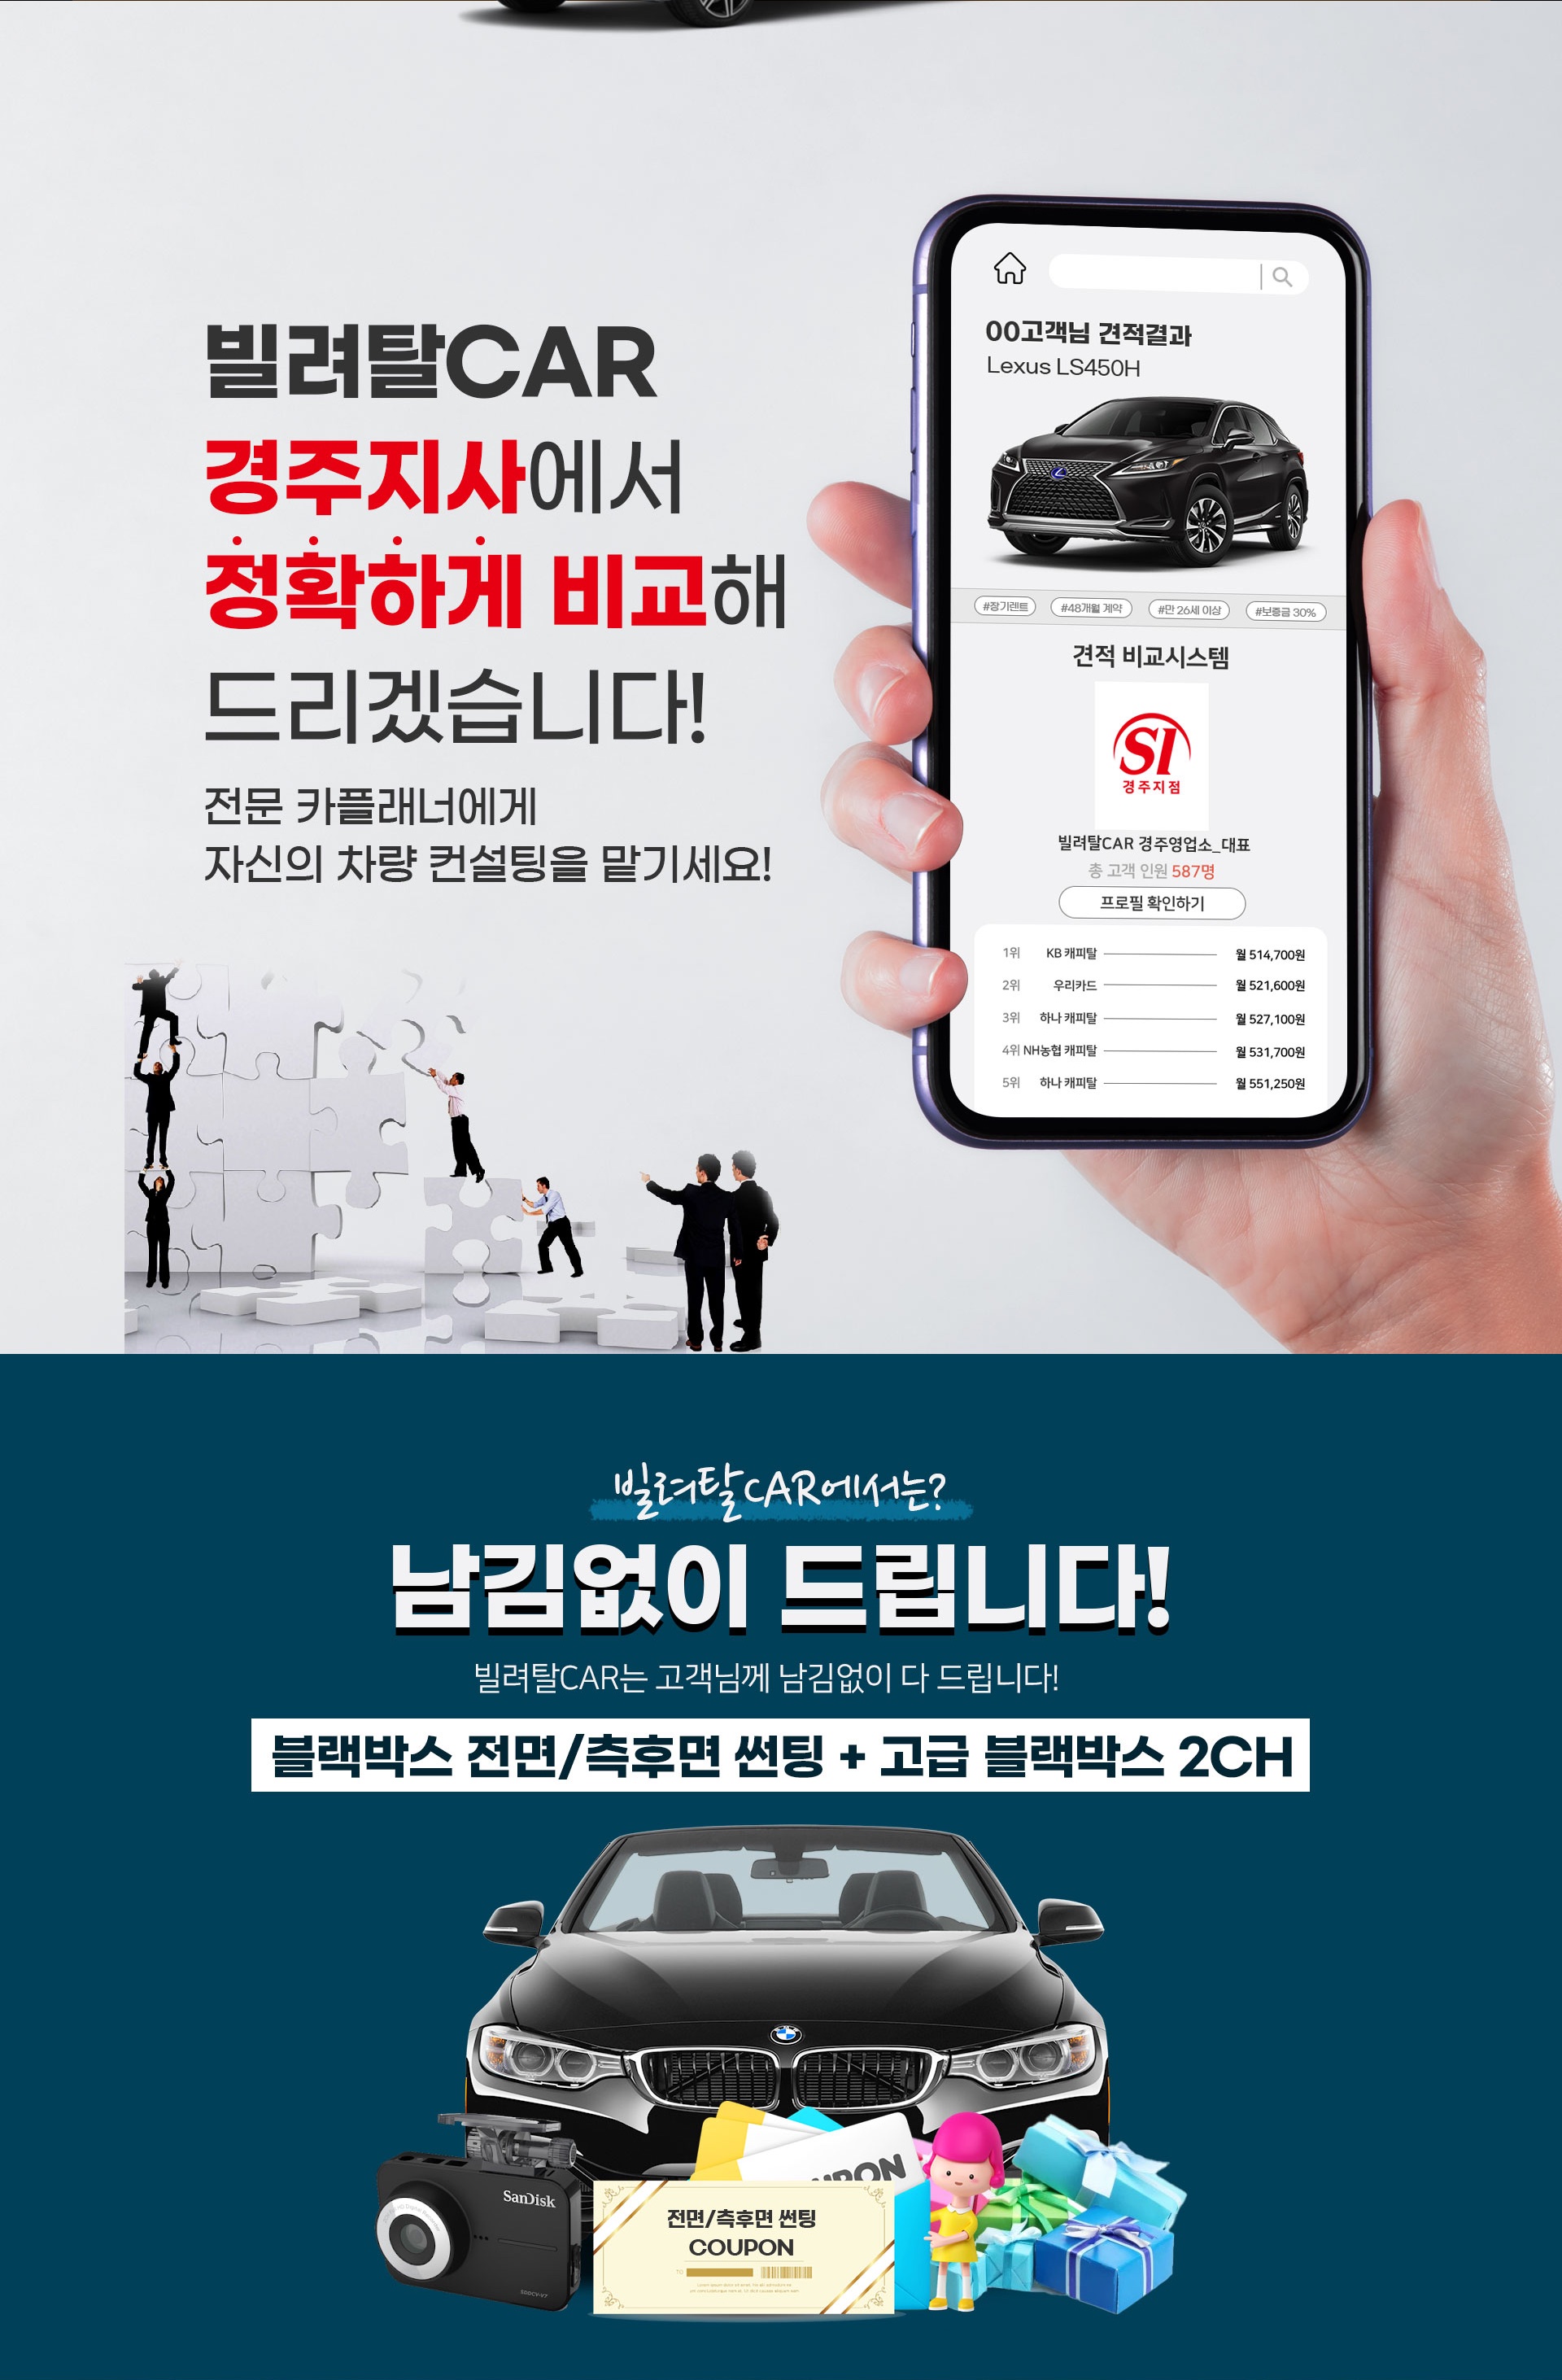 빌려탈CAR
경주지사에서
정확하게 비교해
드리겠습니다!
전문 카플래너에게
자신의 차량 컨설팅을 맡기세요!
00고객님 견적결과
Lexus LS450H
#장기렌트 #48개월 계약 #만 26세 이상 #보증금 30%
견적 비교시스템
SI
경주지점
빌려탈CAR 경주영업소_대표
총 고객 인원 587명
프로필 확인하기
1위 KB 캐피탈 월 514,700원
2위 우리카드 월 521,600원
3위 하나 캐피탈 월 527,100원
4위 NH농협 캐피탈 월 531,700원
5위 하나 캐피탈 월 551,250원
빌려탈CAR에서는?
남김없이 드립니다!
빌려탈CAR는 고객님께 남김없이 다 드립니다!
블랙박스 전면/측후면 썬팅 + 고급 블랙박스 2CH
SanDisk
전면/측후면 썬팅
COUPON